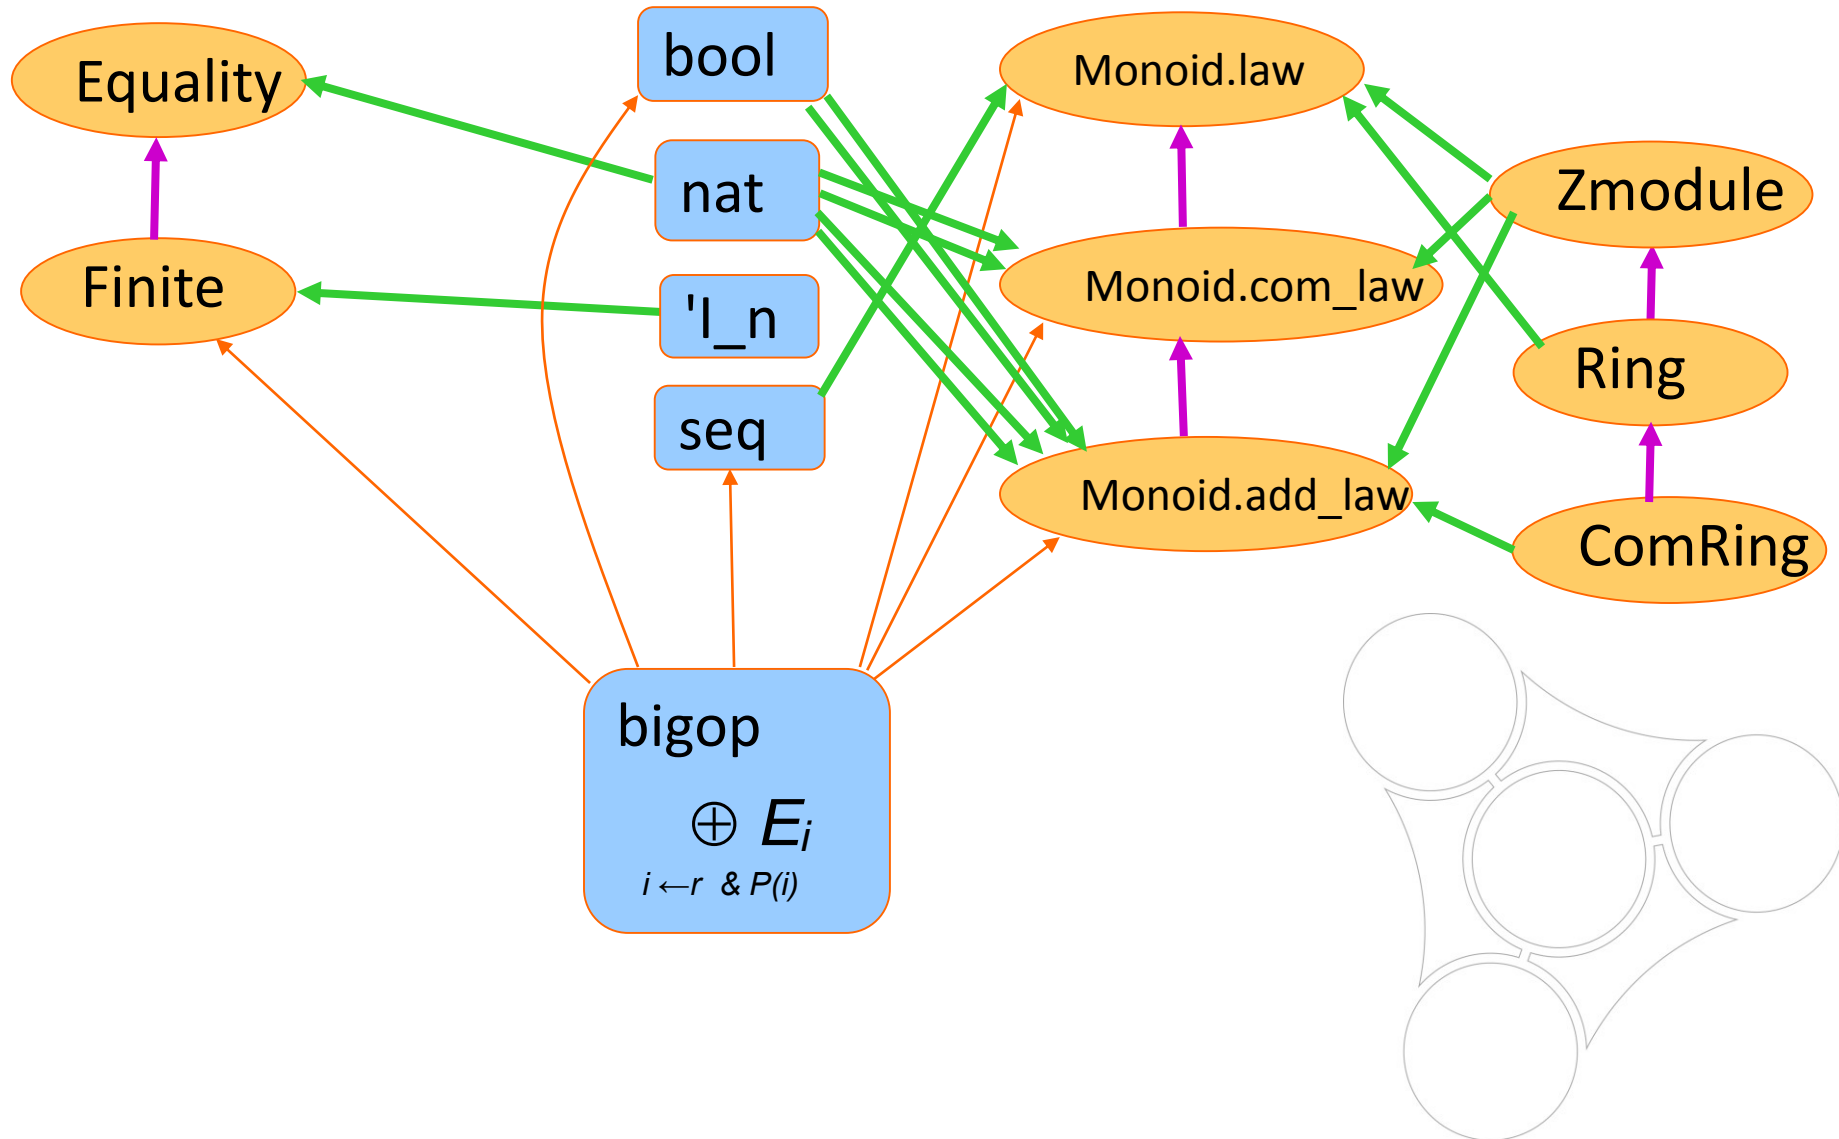 Equality
Finite
bool
nat
'I_n
seq
Monoid.law
Monoid.com_law
Monoid.add_law
Zmodule
Ring
ComRing
bigop
⊕ Ei
i ←r & P(i)